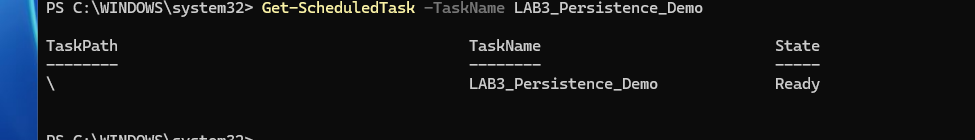 PS C:\WINDOWS\system32> Get-ScheduledTask -TaskName LAB3_Persistence_Demo
TaskPath TaskName State
-------- -------- -----
\ LAB3_Persistence_Demo Ready
PS C:\WINDOWS\system32>